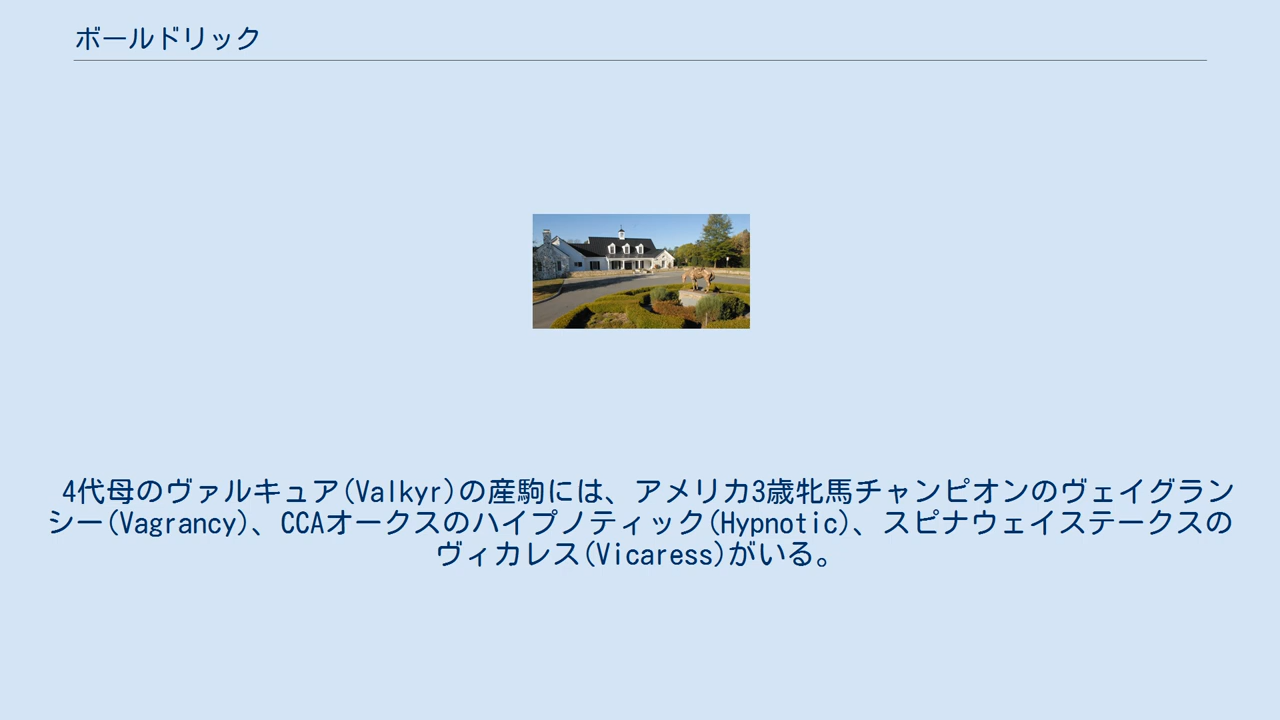 ボールドリック
4代母のヴァルキュア(Valkyr)の産駒には、アメリカ3歳牝馬チャンピオンのヴェイグラン
シー(Vagrancy)、CCAオークスのハイプノティック(Hypnotic)、スピナウェイステークスの
ヴィカレス(Vicaress)がいる。